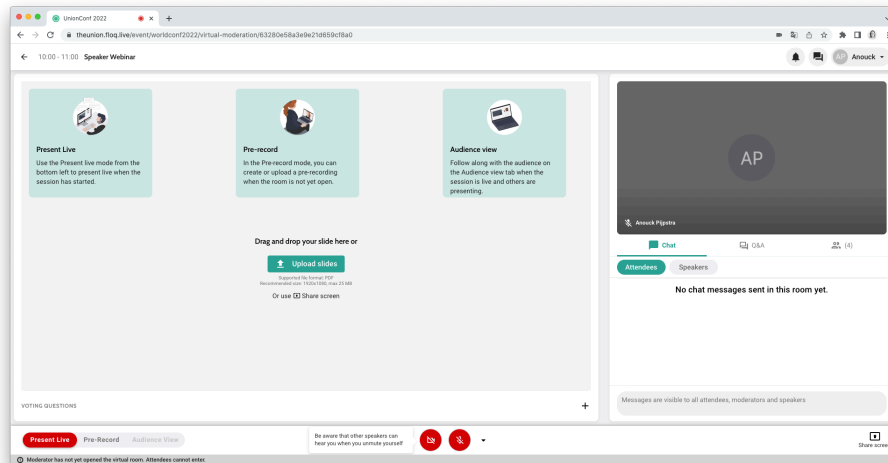 UnionConf 2022
theunion.floq.live/event/worldconf2022/virtual-moderation/63280e58a3e9e21d659cf8a0
10:00 - 11:00 Speaker Webinar
AP Anouck
Present Live
Use the Present live mode from the
bottom left to present live when the
session has started.
Pre-record
In the Pre-record mode, you can
create or upload a pre-recording
when the room is not yet open.
Audience view
Follow along with the audience on
the Audience view tab when the
session is live and others are
presenting.
Drag and drop your slide here or
Upload slides
Supported file format: PDF
Recommended size: 1920x1080, max 25 MB
Or use Share screen
VOTING QUESTIONS
AP
Anouck Pijpstra
Chat Q&A (4)
Attendees Speakers
No chat messages sent in this room yet.
Messages are visible to all attendees, moderators and speakers
Present Live Pre-Record Audience View
Be aware that other speakers can
hear you when you unmute yourself
Share screen
Moderator has not yet opened the virtual room. Attendees cannot enter.